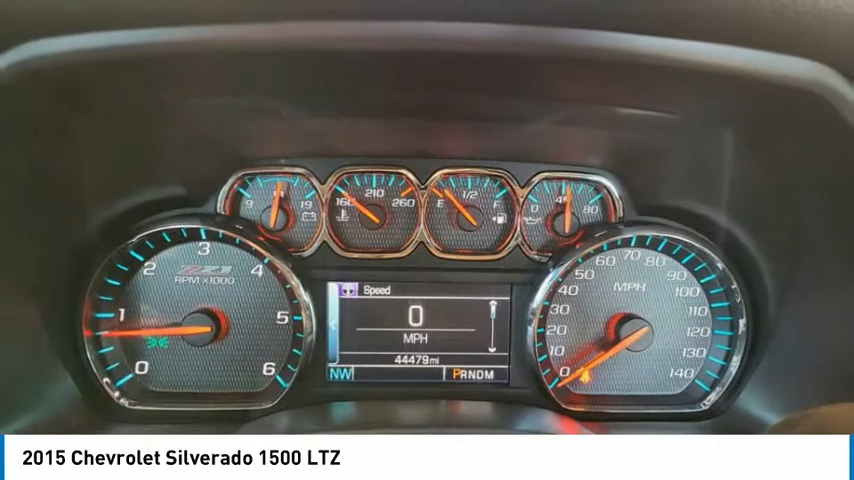 9 14 19
160 210 260
E 1/2 F
0 40 80
Z71
RPM x1000
0 1 2 3 4 5 6
Speed
0
MPH
44479mi
NW PRNDM
MPH
0 10 20 30 40 50 60 70 80 90 100 110 120 130 140
2015 Chevrolet Silverado 1500 LTZ